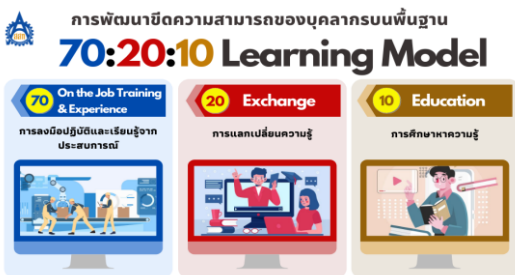 การพัฒนาขีดความสามารถของบุคลากรบนพื้นฐาน
70:20:10 Learning Model
70 On the Job Training
& Experience
การลงมือปฏิบัติและเรียนรู้จาก
ประสบการณ์
20 Exchange
การแลกเปลี่ยนความรู้
10 Education
การศึกษาหาความรู้